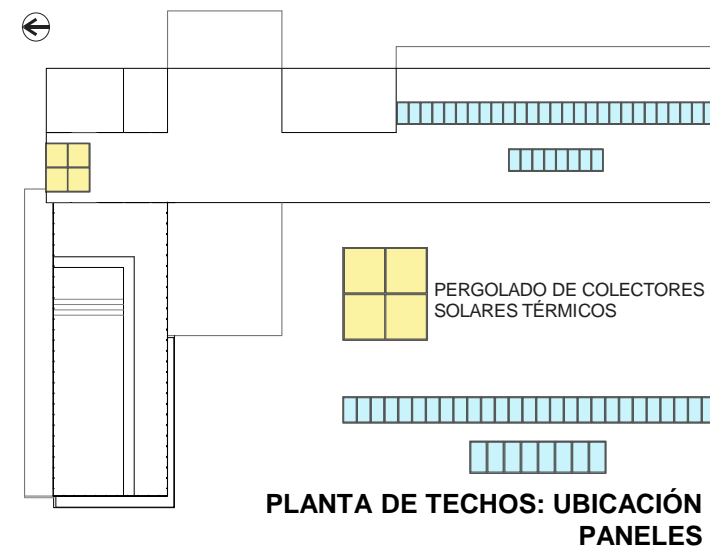 PERGOLADO DE COLECTORES
SOLARES TÉRMICOS
PLANTA DE TECHOS: UBICACIÓN
PANELES